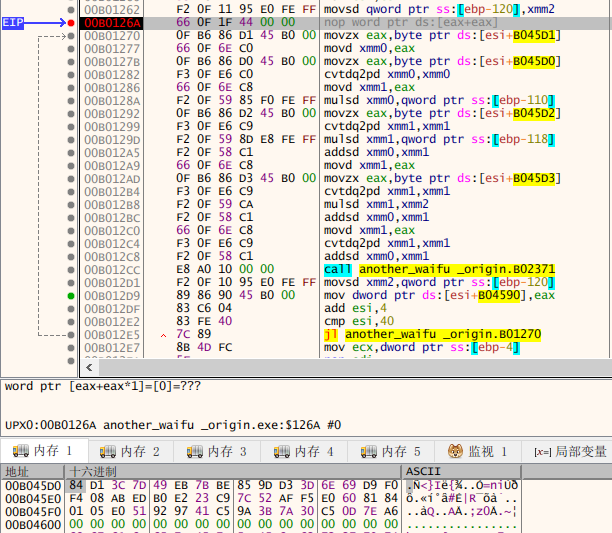 00B01262 F2 0F 11 95 E0 FE FF movsd qword ptr ss:[ebp-120],xmm2
EIP 00B0126A 66 0F 1F 44 00 00 nop word ptr ds:[eax+eax]
00B01270 0F B6 86 D1 45 B0 00 movzx eax,byte ptr ds:[esi+B045D1]
00B01277 66 0F 6E C0 movd xmm0,eax
00B0127B 0F B6 86 D0 45 B0 00 movzx eax,byte ptr ds:[esi+B045D0]
00B01282 F3 0F E6 C0 cvtdq2pd xmm0,xmm0
00B01286 66 0F 6E C8 movd xmm1,eax
00B0128A F2 0F 59 85 F0 FE FF mulsd xmm0,qword ptr ss:[ebp-110]
00B01292 0F B6 86 D2 45 B0 00 movzx eax,byte ptr ds:[esi+B045D2]
00B01299 F3 0F E6 C9 cvtdq2pd xmm1,xmm1
00B0129D F2 0F 59 8D E8 FE FF mulsd xmm1,qword ptr ss:[ebp-118]
00B012A5 F2 0F 58 C1 addsd xmm0,xmm1
00B012A9 66 0F 6E C8 movd xmm1,eax
00B012AD 0F B6 86 D3 45 B0 00 movzx eax,byte ptr ds:[esi+B045D3]
00B012B4 F3 0F E6 C9 cvtdq2pd xmm1,xmm1
00B012B8 F2 0F 59 CA mulsd xmm1,xmm2
00B012BC F2 0F 58 C1 addsd xmm0,xmm1
00B012C0 66 0F 6E C8 movd xmm1,eax
00B012C4 F3 0F E6 C9 cvtdq2pd xmm1,xmm1
00B012C8 F2 0F 58 C1 addsd xmm0,xmm1
00B012CC E8 A0 10 00 00 call another_waifu _origin.B02371
00B012D1 F2 0F 10 95 E0 FE FF movsd xmm2,qword ptr ss:[ebp-120]
00B012D9 89 86 90 45 B0 00 mov dword ptr ds:[esi+B04590],eax
00B012DF 83 C6 04 add esi,4
00B012E2 83 FE 40 cmp esi,40
00B012E5 7C 89 jl another_waifu _origin.B01270
00B012E7 8B 4D FC mov ecx,dword ptr ss:[ebp-4]
word ptr [eax+eax*1]=[0]=???
UPX0:00B0126A another_waifu _origin.exe:$126A #0
内存 1 内存 2 内存 3 内存 4 内存 5 监视 1 [x=] 局部变量
地址 十六进制 ASCII
00B045D0 84 D1 3C 7D 49 EB 7B BE 85 9D D3 3D 6E 69 D9 F0 .Ñ<}Ië{¾..Ó=niÙð
00B045E0 F4 08 AB ED B0 E2 23 C9 7C 52 AF F5 E0 60 81 84 ô.«í°â#É|R¯õà`..
00B045F0 01 05 E0 51 92 97 41 C5 9A 3B 7A 30 C5 0D 7E A6 ..àQ..AÅ.;z0Å.~¦
00B04600 00 00 00 00 00 00 00 00 00 00 00 00 00 00 00 00 ................